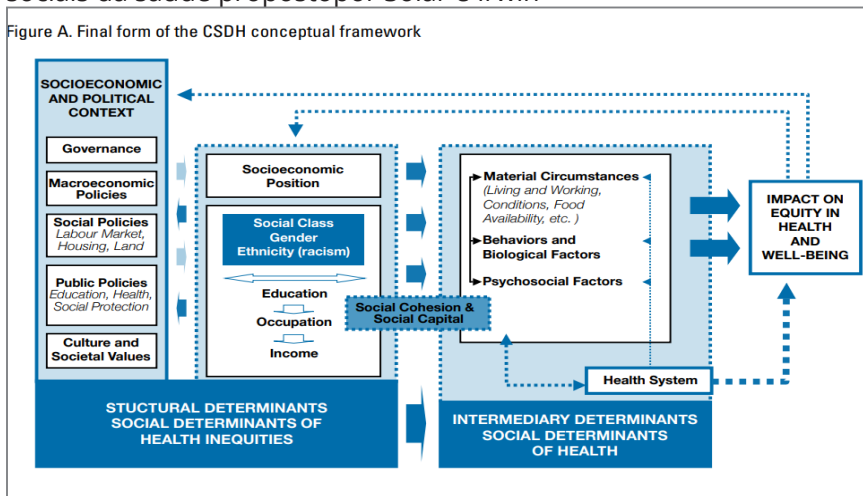 Figure A. Final form of the CSDH conceptual framework
SOCIOECONOMIC
AND POLITICAL
CONTEXT
Governance
Macroeconomic
Policies
Social Policies
Labour Market,
Housing, Land
Public Policies
Education, Health,
Social Protection
Culture and
Societal Values
Socioeconomic
Position
Social Class
Gender
Ethnicity (racism)
Education
Occupation
Income
Social Cohesion &
Social Capital
Material Circumstances
(Living and Working,
Conditions, Food
Availability, etc. )
Behaviors and
Biological Factors
Psychosocial Factors
Health System
IMPACT ON
EQUITY IN
HEALTH
AND
WELL-BEING
STUCTURAL DETERMINANTS
SOCIAL DETERMINANTS OF
HEALTH INEQUITIES
INTERMEDIARY DETERMINANTS
SOCIAL DETERMINANTS
OF HEALTH